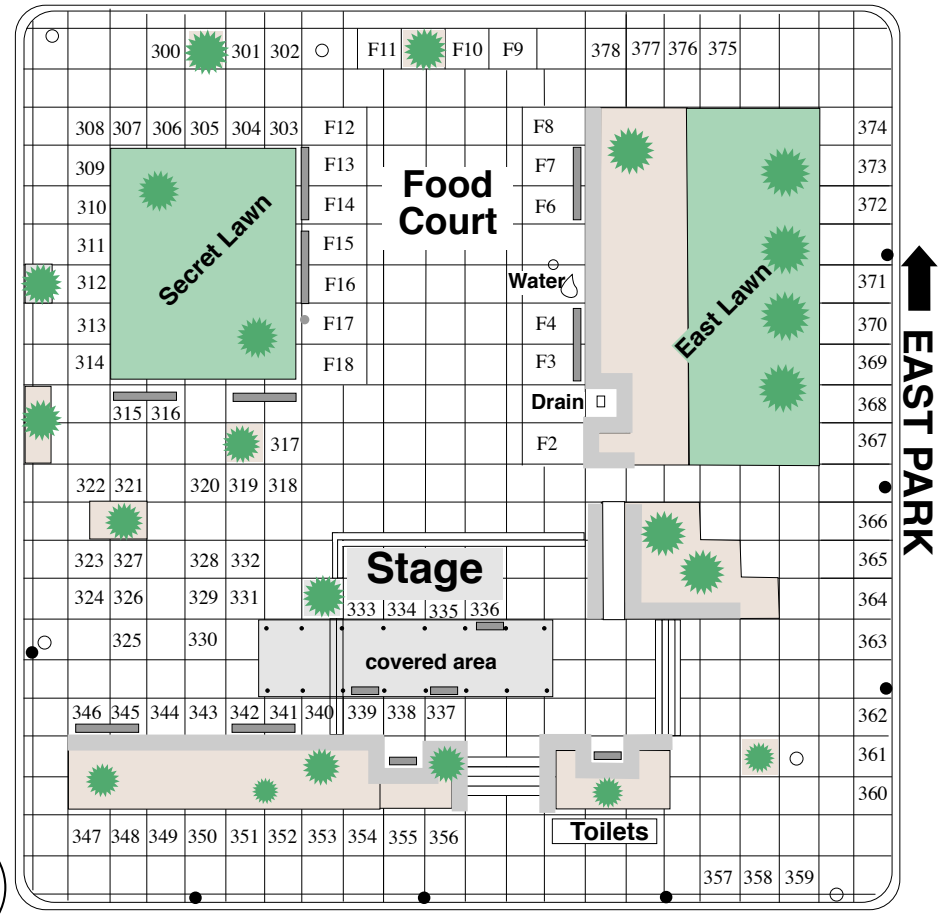 300 301 302 F11 F10 F9 378 377 376 375
308 307 306 305 304 303 F12 F8 374
309 F13 F7 373
Food
Court
310 F14 F6 372
Secret Lawn
311 F15
312 F16 Water 371
313 F17 F4 370
East Lawn
314 F18 F3 369
315 316 Drain 368
317 F2 367
322 321 320 319 318
366
323 327 328 332 Stage 365
324 326 329 331 333 334 335 336 364
325 330 363
covered area
346 345 344 343 342 341 340 339 338 337 362
361
360
347 348 349 350 351 352 353 354 355 356 Toilets
357 358 359
EAST PARK